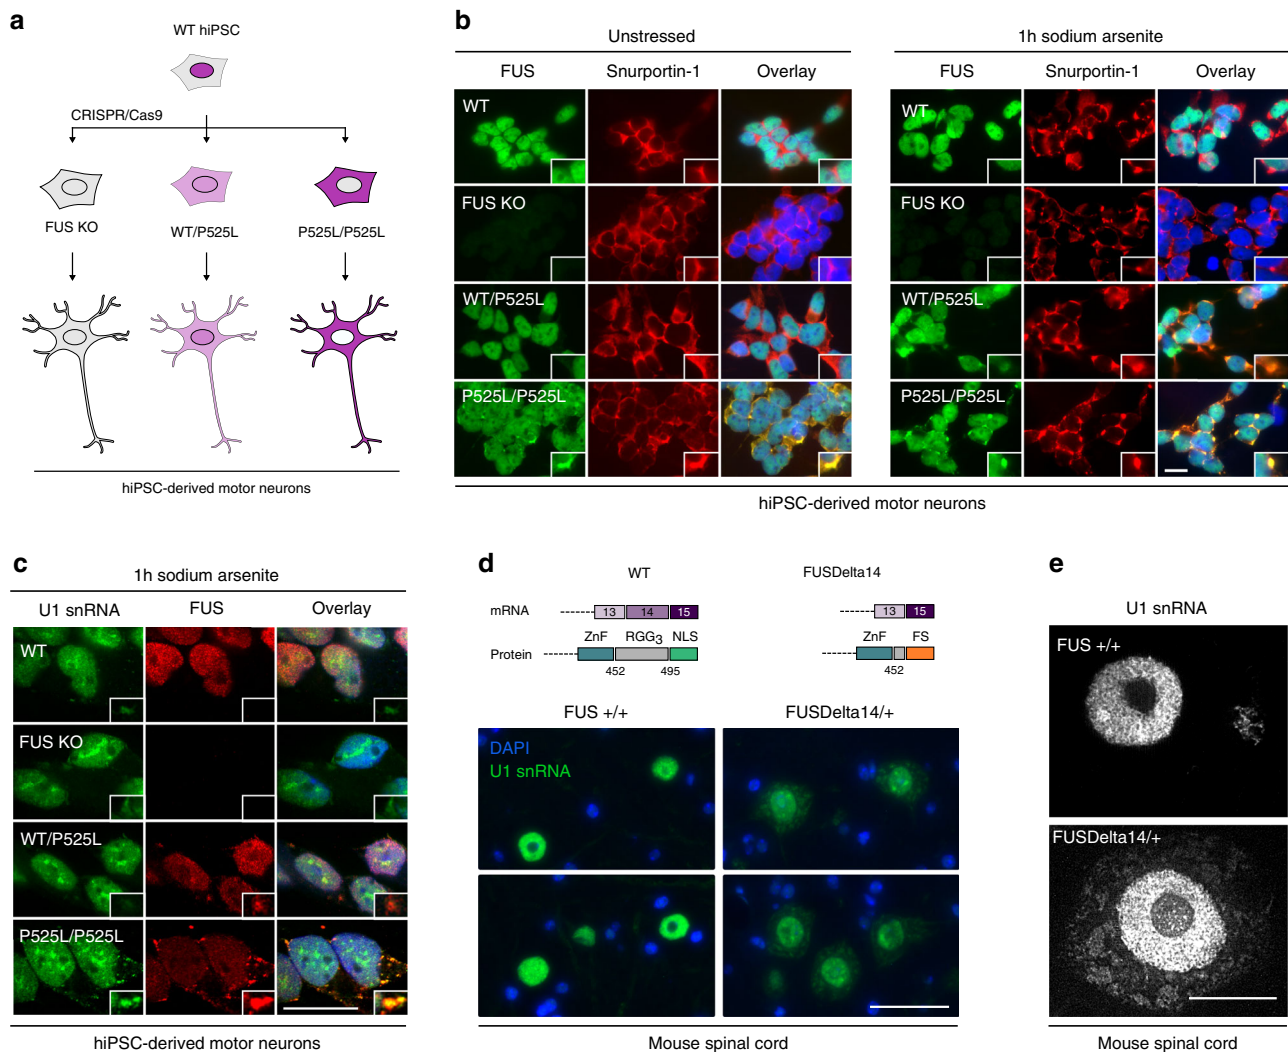 a
WT hiPSC
CRISPR/Cas9
FUS KO
WT/P525L
P525L/P525L
hiPSC-derived motor neurons
b
Unstressed
1h sodium arsenite
FUS Snurportin-1 Overlay
FUS Snurportin-1 Overlay
WT
WT
FUS KO
FUS KO
WT/P525L
WT/P525L
P525L/P525L
P525L/P525L
hiPSC-derived motor neurons
c
1h sodium arsenite
U1 snRNA FUS Overlay
WT
FUS KO
WT/P525L
P525L/P525L
hiPSC-derived motor neurons
d
WT
FUSDelta14
mRNA 13 14 15
13 15
ZnF RGG3 NLS
ZnF FS
Protein
452 495
452
FUS +/+
FUSDelta14/+
DAPI
U1 snRNA
Mouse spinal cord
e
U1 snRNA
FUS +/+
FUSDelta14/+
Mouse spinal cord